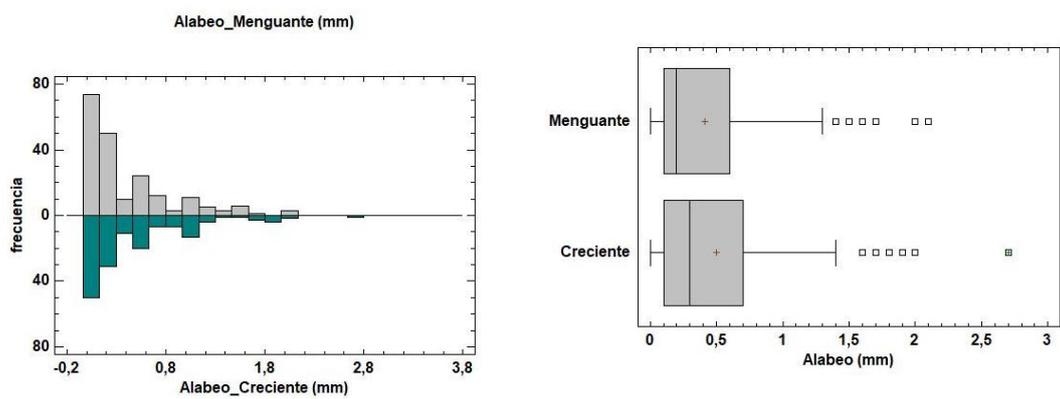 Alabeo_Menguante (mm)
80
40
0
40
80
frecuencia
-0,2 0,8 1,8 2,8 3,8
Alabeo_Creciente (mm)
Menguante
Creciente
0 0,5 1 1,5 2 2,5 3
Alabeo (mm)